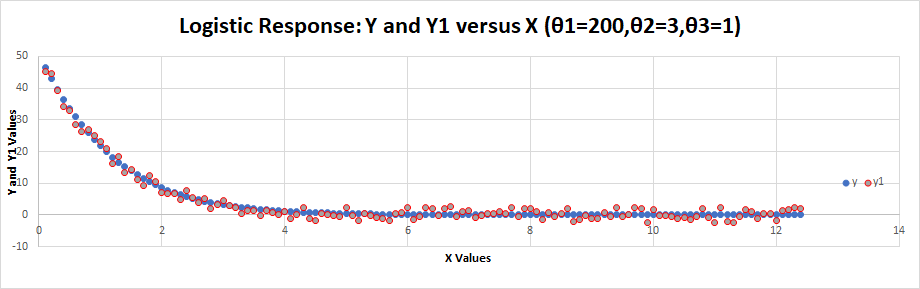 Logistic Response: Y and Y1 versus X (θ1=200,θ2=3,θ3=1)
50
40
30
20
10
0
-10
Y and Y1 Values
y y1
0 2 4 6 8 10 12 14
X Values